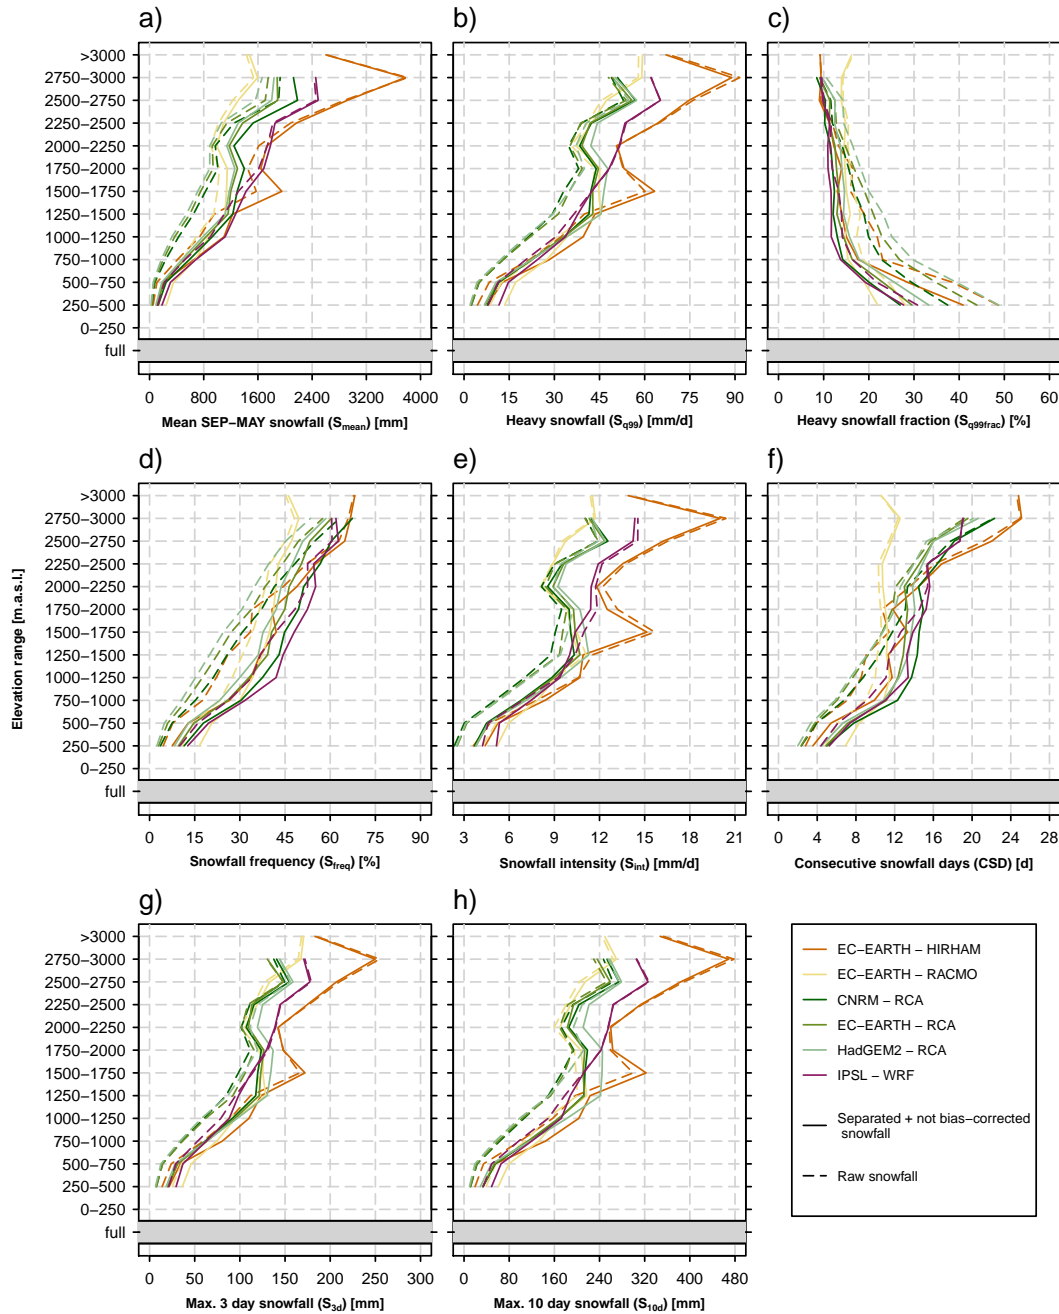 a)
b)
c)
>3000
2750–3000
2500–2750
2250–2500
2000–2250
1750–2000
1500–1750
1250–1500
1000–1250
750–1000
500–750
250–500
0–250
full
0 800 1600 2400 3200 4000
0 15 30 45 60 75 90
0 10 20 30 40 50 60
Mean SEP–MAY snowfall (Smean) [mm]
Heavy snowfall (Sq99) [mm/d]
Heavy snowfall fraction (Sq99frac) [%]
d)
e)
f)
Elevation range [m.a.s.l.]
>3000
2750–3000
2500–2750
2250–2500
2000–2250
1750–2000
1500–1750
1250–1500
1000–1250
750–1000
500–750
250–500
0–250
full
0 15 30 45 60 75 90
3 6 9 12 15 18 21
0 4 8 12 16 20 24 28
Snowfall frequency (Sfreq) [%]
Snowfall intensity (Sint) [mm/d]
Consecutive snowfall days (CSD) [d]
g)
h)
>3000
2750–3000
2500–2750
2250–2500
2000–2250
1750–2000
1500–1750
1250–1500
1000–1250
750–1000
500–750
250–500
0–250
full
0 50 100 150 200 250 300
0 80 160 240 320 400 480
Max. 3 day snowfall (S3d) [mm]
Max. 10 day snowfall (S10d) [mm]
EC–EARTH – HIRHAM
EC–EARTH – RACMO
CNRM – RCA
EC–EARTH – RCA
HadGEM2 – RCA
IPSL – WRF
Separated + not bias–corrected
snowfall
Raw snowfall